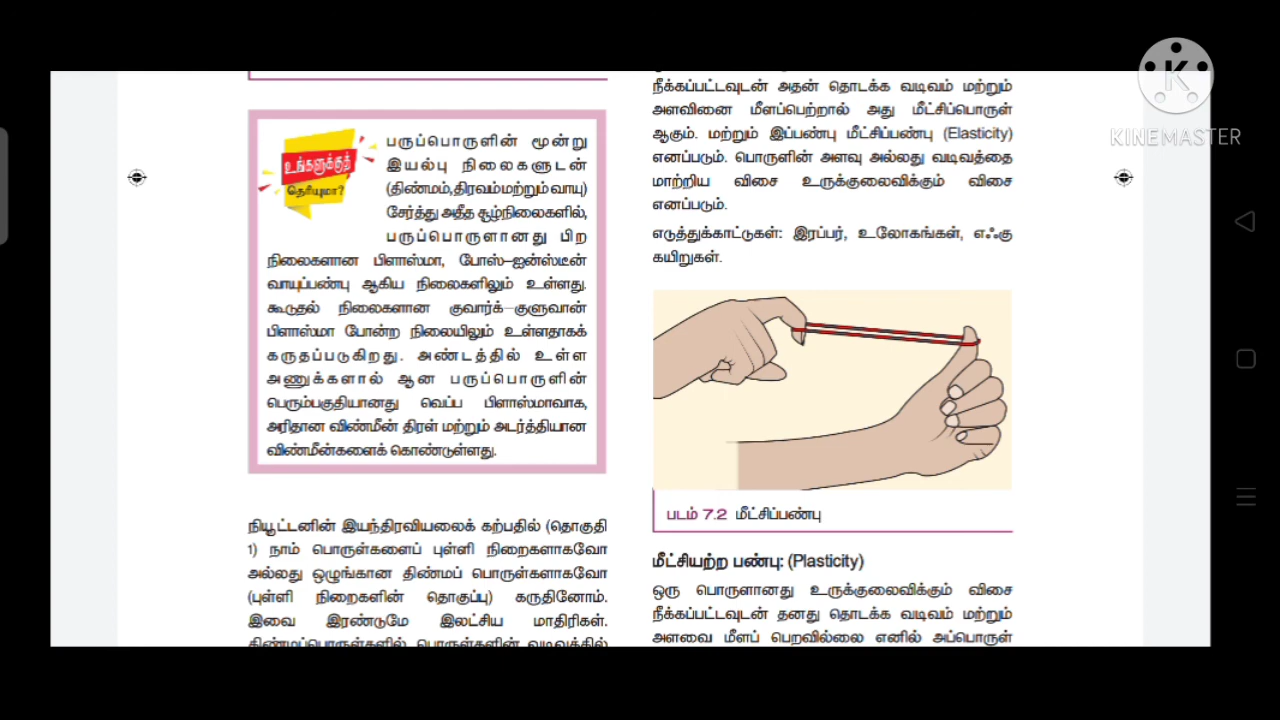 உங்களுக்குத்
தெரியுமா?
பருப்பொருளின் மூன்று
இயல்பு நிலைகளுடன்
(திண்மம்,திரவம்மற்றும்வாயு)
சேர்த்து அதீத சூழ்நிலைகளில்,
பருப்பொருளானது பிற
நிலைகளான பிளாஸ்மா, போஸ்–ஐன்ஸ்டீன்
வாயுப்பண்பு ஆகிய நிலைகளிலும் உள்ளது.
கூடுதல் நிலைகளான குவார்க்–குளுவான்
பிளாஸ்மா போன்ற நிலையிலும் உள்ளதாகக்
கருதப்படுகிறது. அண்டத்தில் உள்ள
அணுக்களால் ஆன பருப்பொருளின்
பெரும்பகுதியானது வெப்ப பிளாஸ்மாவாக,
அரிதான விண்மீன் திரள் மற்றும் அடர்த்தியான
விண்மீன்களைக் கொண்டுள்ளது.
நியூட்டனின் இயந்திரவியலைக் கற்பதில் (தொகுதி
1) நாம் பொருள்களைப் புள்ளி நிறைகளாகவோ
அல்லது ஒழுங்கான திண்மப் பொருள்களாகவோ
(புள்ளி நிறைகளின் தொகுப்பு) கருதினோம்.
இவை இரண்டுமே இலட்சிய மாதிரிகள்.
திண்மப்பொருள்களில் பொருள்களின் வடிவத்தில்
நீக்கப்பட்டவுடன் அதன் தொடக்க வடிவம் மற்றும்
அளவினை மீளப்பெற்றால் அது மீட்சிப்பொருள்
ஆகும். மற்றும் இப்பண்பு மீட்சிப்பண்பு (Elasticity)
எனப்படும். பொருளின் அளவு அல்லது வடிவத்தை
மாற்றிய விசை உருக்குலைவிக்கும் விசை
எனப்படும்.
எடுத்துக்காட்டுகள்: இரப்பர், உலோகங்கள், எஃகு
கயிறுகள்.
படம் 7.2 மீட்சிப்பண்பு
மீட்சியற்ற பண்பு: (Plasticity)
ஒரு பொருளானது உருக்குலைவிக்கும் விசை
நீக்கப்பட்டவுடன் தனது தொடக்க வடிவம் மற்றும்
அளவை மீளப் பெறவில்லை எனில் அப்பொருள்
K
KINEMASTER